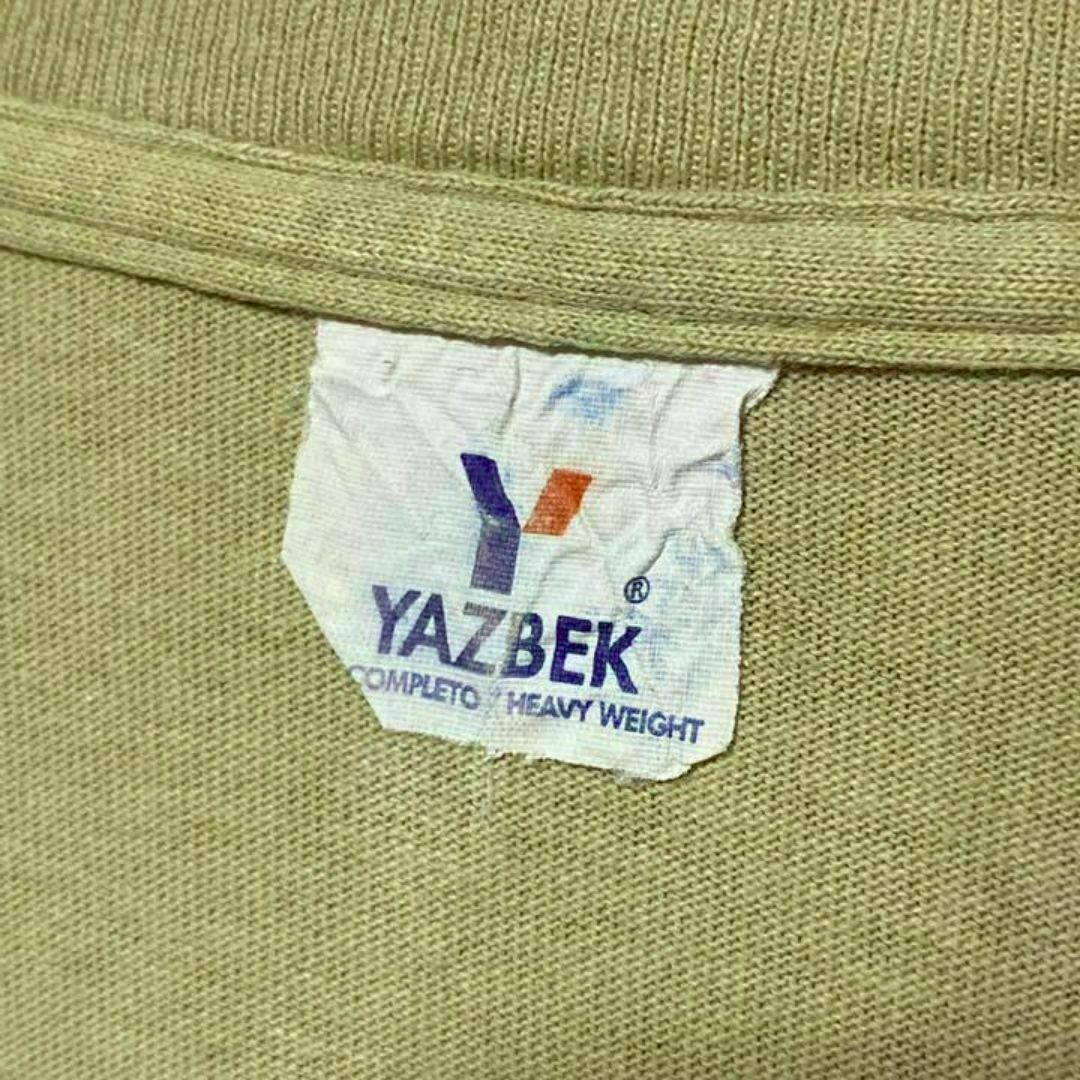 Y
YAZBEK®
COMPLETO / HEAVY WEIGHT